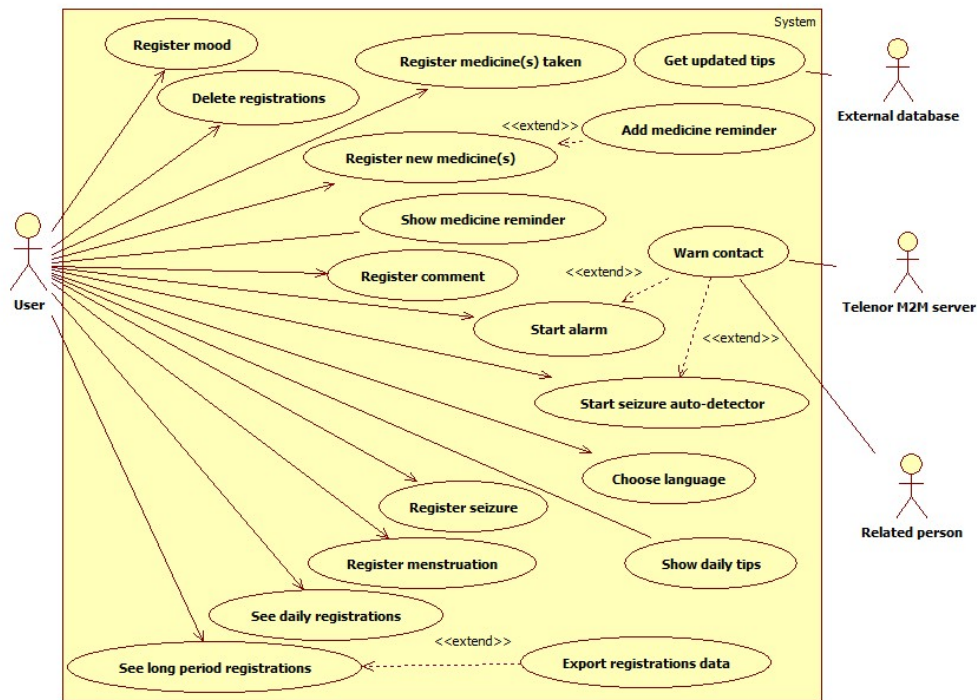 System
Register mood
Register medicine(s) taken
Get updated tips
Delete registrations
External database
<<extend>>
Add medicine reminder
Register new medicine(s)
Show medicine reminder
Warn contact
Register comment
<<extend>>
User
Telenor M2M server
Start alarm
<<extend>>
Start seizure auto-detector
Choose language
Register seizure
Related person
Register menstruation
Show daily tips
See daily registrations
<<extend>>
See long period registrations
Export registrations data